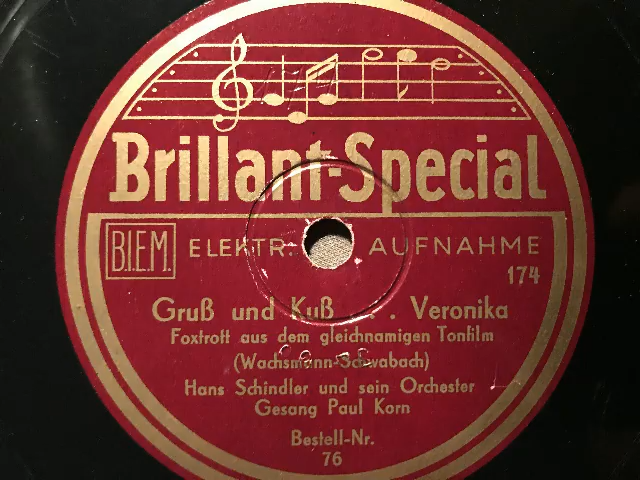 Brillant-Special
B.I.E.M. ELEKTR. AUFNAHME
174
Gruß und Kuß . . . Veronika
Foxtrott aus dem gleichnamigen Tonfilm
(Wachsmann-Schwabach)
Hans Schindler und sein Orchester
Gesang Paul Korn
Bestell-Nr.
76